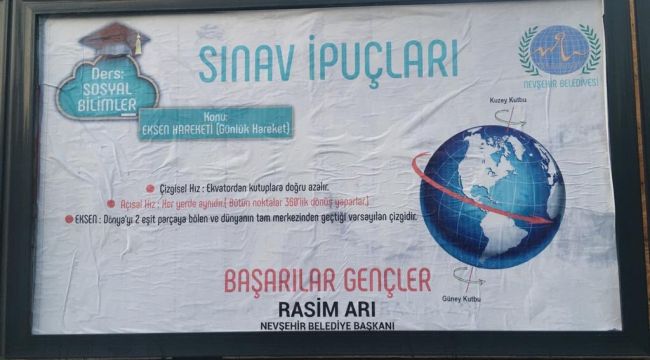 Ders:
SOSYAL
BİLİMLER
SINAV İPUÇLARI
NEVŞEHİR BELEDİYESİ
Konu:
EKSEN HAREKETİ (Günlük Hareket)
Kuzey Kutbu
Çizgisel Hız : Ekvatordan kutuplara doğru azalır.
Açısal Hız : Her yerde aynıdır.( Bütün noktalar 360'lik dönüş yaparlar.)
EKSEN : Dünya'yı 2 eşit parçaya bölen ve dünyanın tam merkezinden geçtiği varsayılan çizgidir.
Güney Kutbu
BAŞARILAR GENÇLER
RASİM ARI
NEVŞEHİR BELEDİYE BAŞKANI